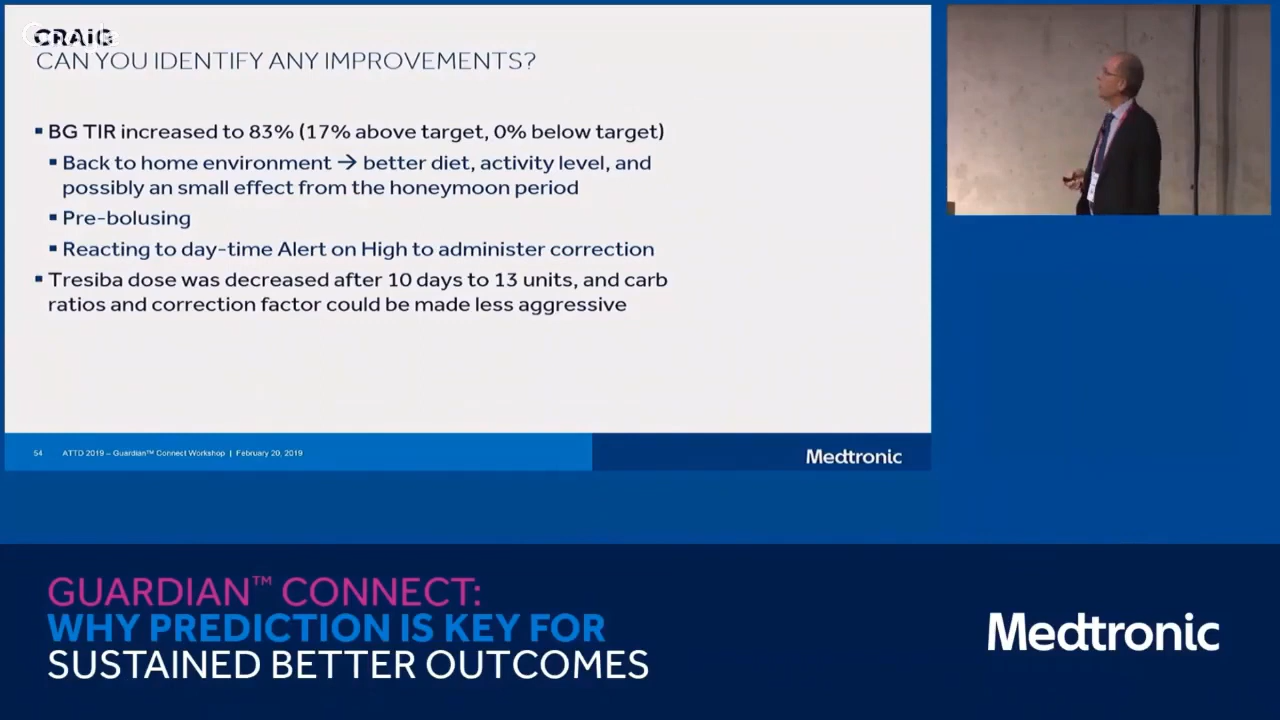 CRAIG
Google
CAN YOU IDENTIFY ANY IMPROVEMENTS?
▪ BG TIR increased to 83% (17% above target, 0% below target)
▪ Back to home environment → better diet, activity level, and
possibly an small effect from the honeymoon period
▪ Pre-bolusing
▪ Reacting to day-time Alert on High to administer correction
▪ Tresiba dose was decreased after 10 days to 13 units, and carb
ratios and correction factor could be made less aggressive
54 ATTD 2019 – Guardian™ Connect Workshop | February 20, 2019
Medtronic
GUARDIAN™ CONNECT:
WHY PREDICTION IS KEY FOR
SUSTAINED BETTER OUTCOMES
Medtronic